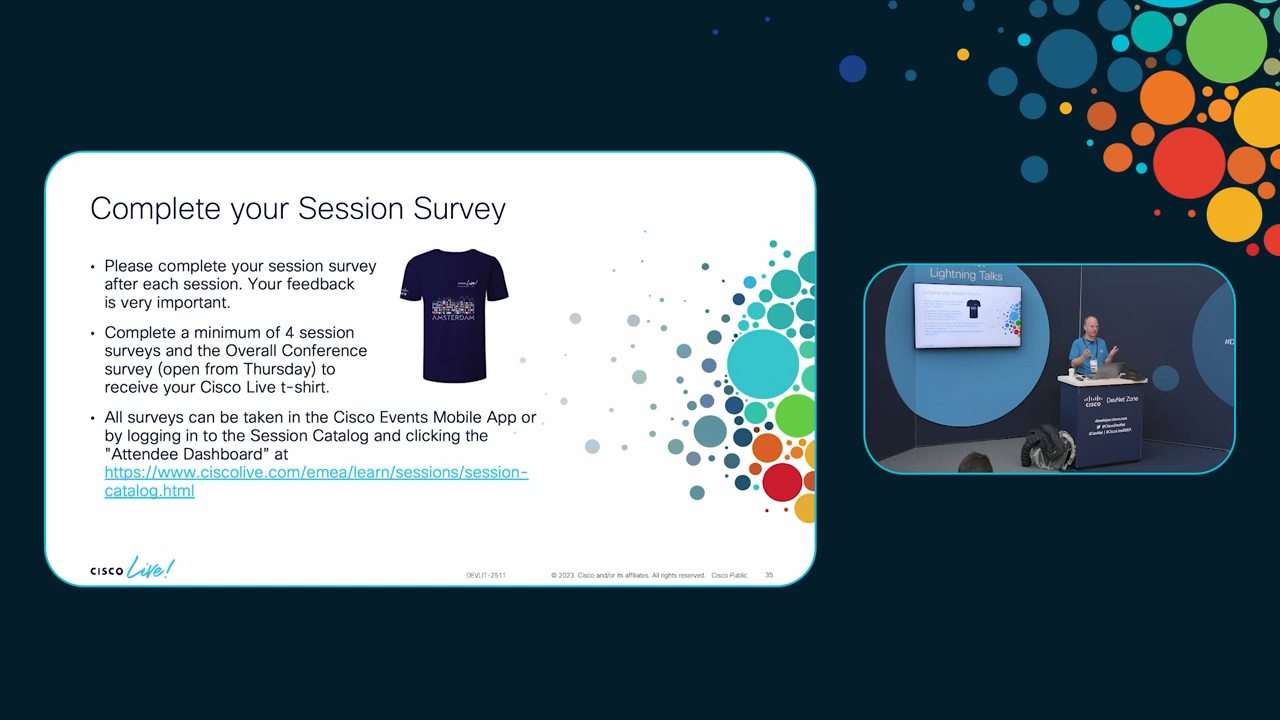 Complete your Session Survey
• Please complete your session survey
after each session. Your feedback
is very important.
• Complete a minimum of 4 session
surveys and the Overall Conference
survey (open from Thursday) to
receive your Cisco Live t-shirt.
• All surveys can be taken in the Cisco Events Mobile App or
by logging in to the Session Catalog and clicking the
"Attendee Dashboard” at
https://www.ciscolive.com/emea/learn/sessions/session-
catalog.html
AMSTERDAM
CISCO Live!
DEVLIT-2511
© 2023 Cisco and/or its affiliates. All rights reserved. Cisco Public
35
Lightning Talks
Complete your Session Survey
CISCO
DevNet Zone